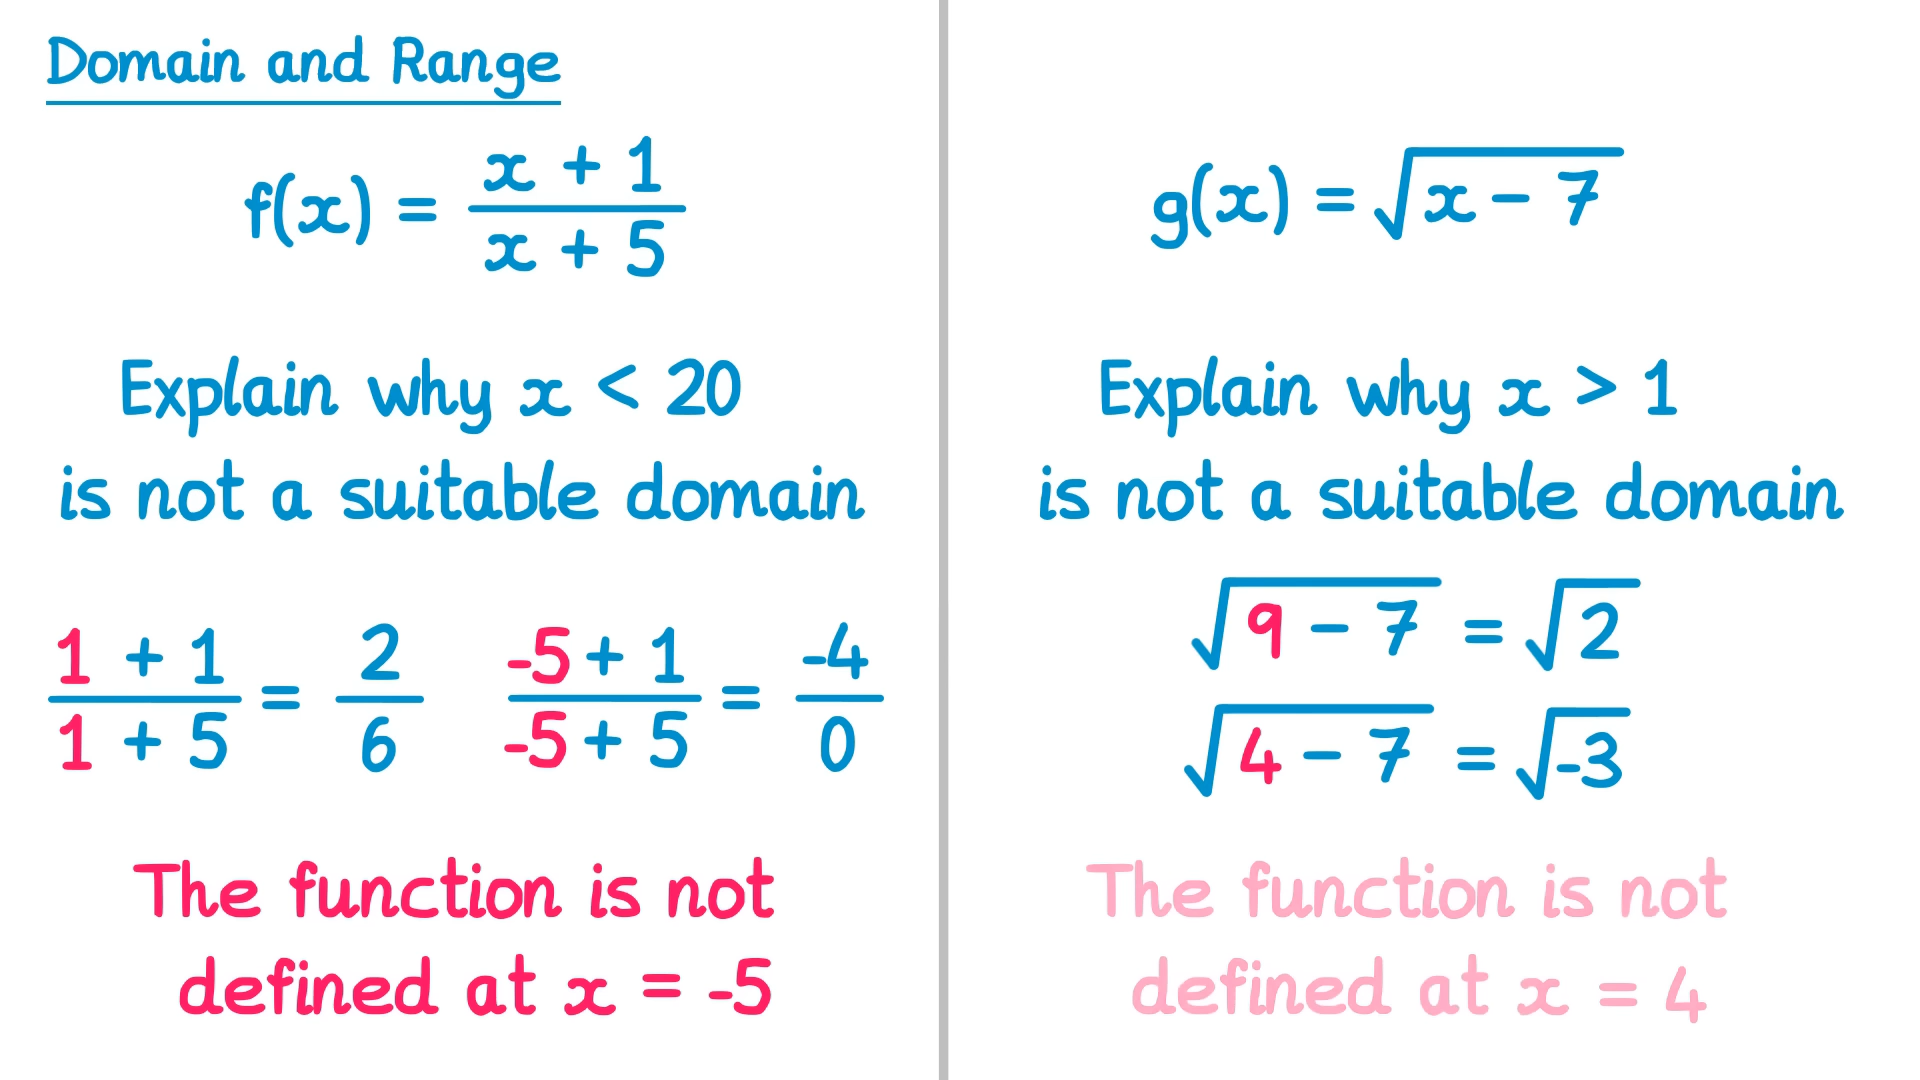 Domain and Range
f(x) = (x + 1)/(x + 5)
Explain why x < 20
is not a suitable domain
(1 + 1)/(1 + 5) = 2/6
(-5 + 1)/(-5 + 5) = -4/0
The function is not
defined at x = -5
g(x) = √(x - 7)
Explain why x > 1
is not a suitable domain
√(9 - 7) = √2
√(4 - 7) = √-3
The function is not
defined at x = 4